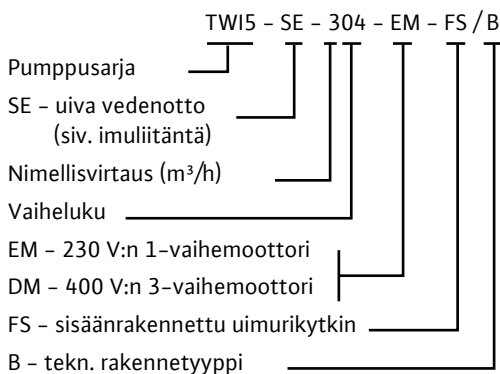 TWI5 – SE – 304 – EM – FS / B
Pumppusarja
SE – uiva vedenotto
(siv. imuliitäntä)
Nimellisvirtaus (m³/h)
Vaiheluku
EM – 230 V:n 1-vaihemoottori
DM – 400 V:n 3-vaihemoottori
FS – sisäänrakennettu uimurikytkin
B – tekn. rakennetyyppi